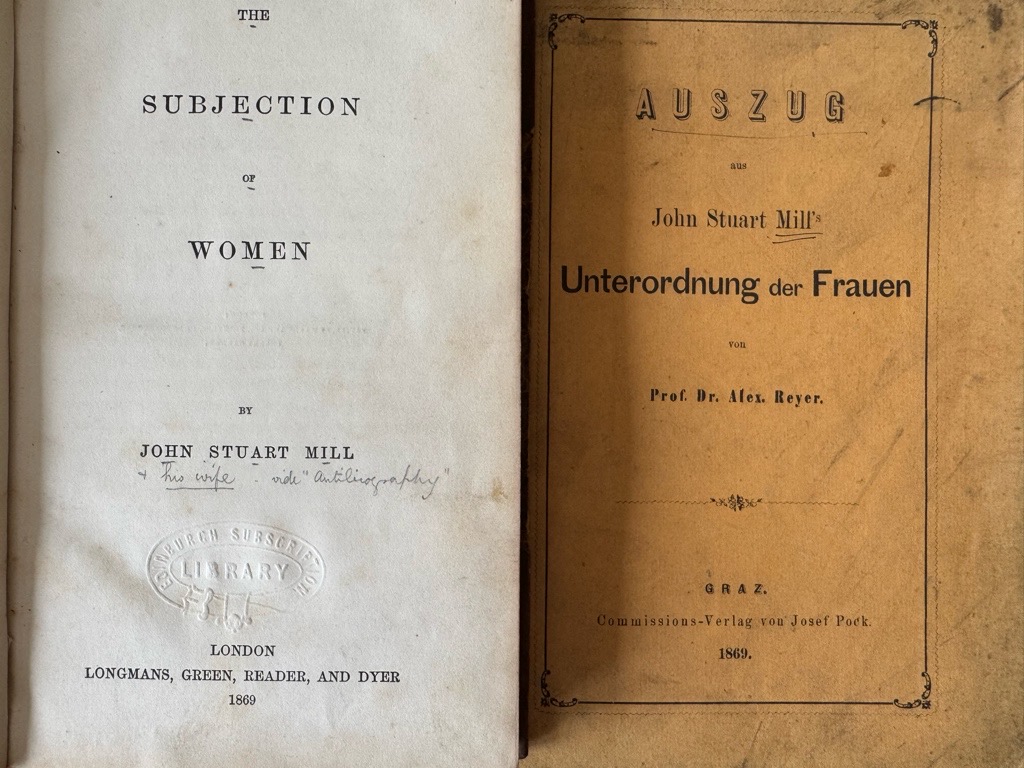 THE
SUBJECTION
OF
WOMEN
BY
JOHN STUART MILL
+ his wife - vide "Autobiography"
EDINBURGH SUBSCRIPTION
LIBRARY
LONDON
LONGMANS, GREEN, READER, AND DYER
1869
AUSZUG
aus
John Stuart Mill's
Unterordnung der Frauen
von
Prof. Dr. Alex. Reyer.
GRAZ.
Commissions-Verlag von Josef Pock.
1869.